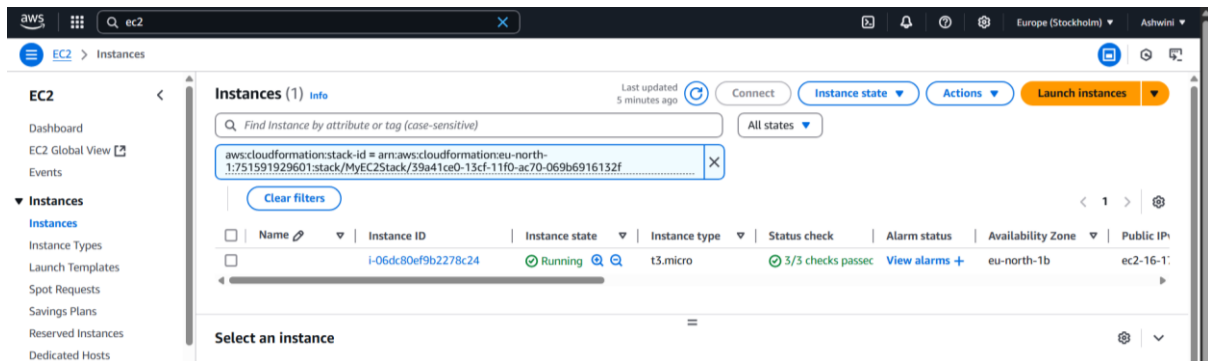 aws
ec2
Europe (Stockholm)
Ashwini
EC2 > Instances
EC2
Dashboard
EC2 Global View
Events
Instances
Instances
Instance Types
Launch Templates
Spot Requests
Savings Plans
Reserved Instances
Dedicated Hosts
Instances (1) Info
Last updated
5 minutes ago
Connect
Instance state
Actions
Launch instances
Find Instance by attribute or tag (case-sensitive)
All states
aws:cloudformation:stack-id = arn:aws:cloudformation:eu-north-
1:751591929601:stack/MyEC2Stack/39a41ce0-13cf-11f0-ac70-069b6916132f
Clear filters
1
Name Instance ID Instance state Instance type Status check Alarm status Availability Zone Public IPv
i-06dc80ef9b2278c24 Running t3.micro 3/3 checks passec View alarms + eu-north-1b ec2-16-1
Select an instance